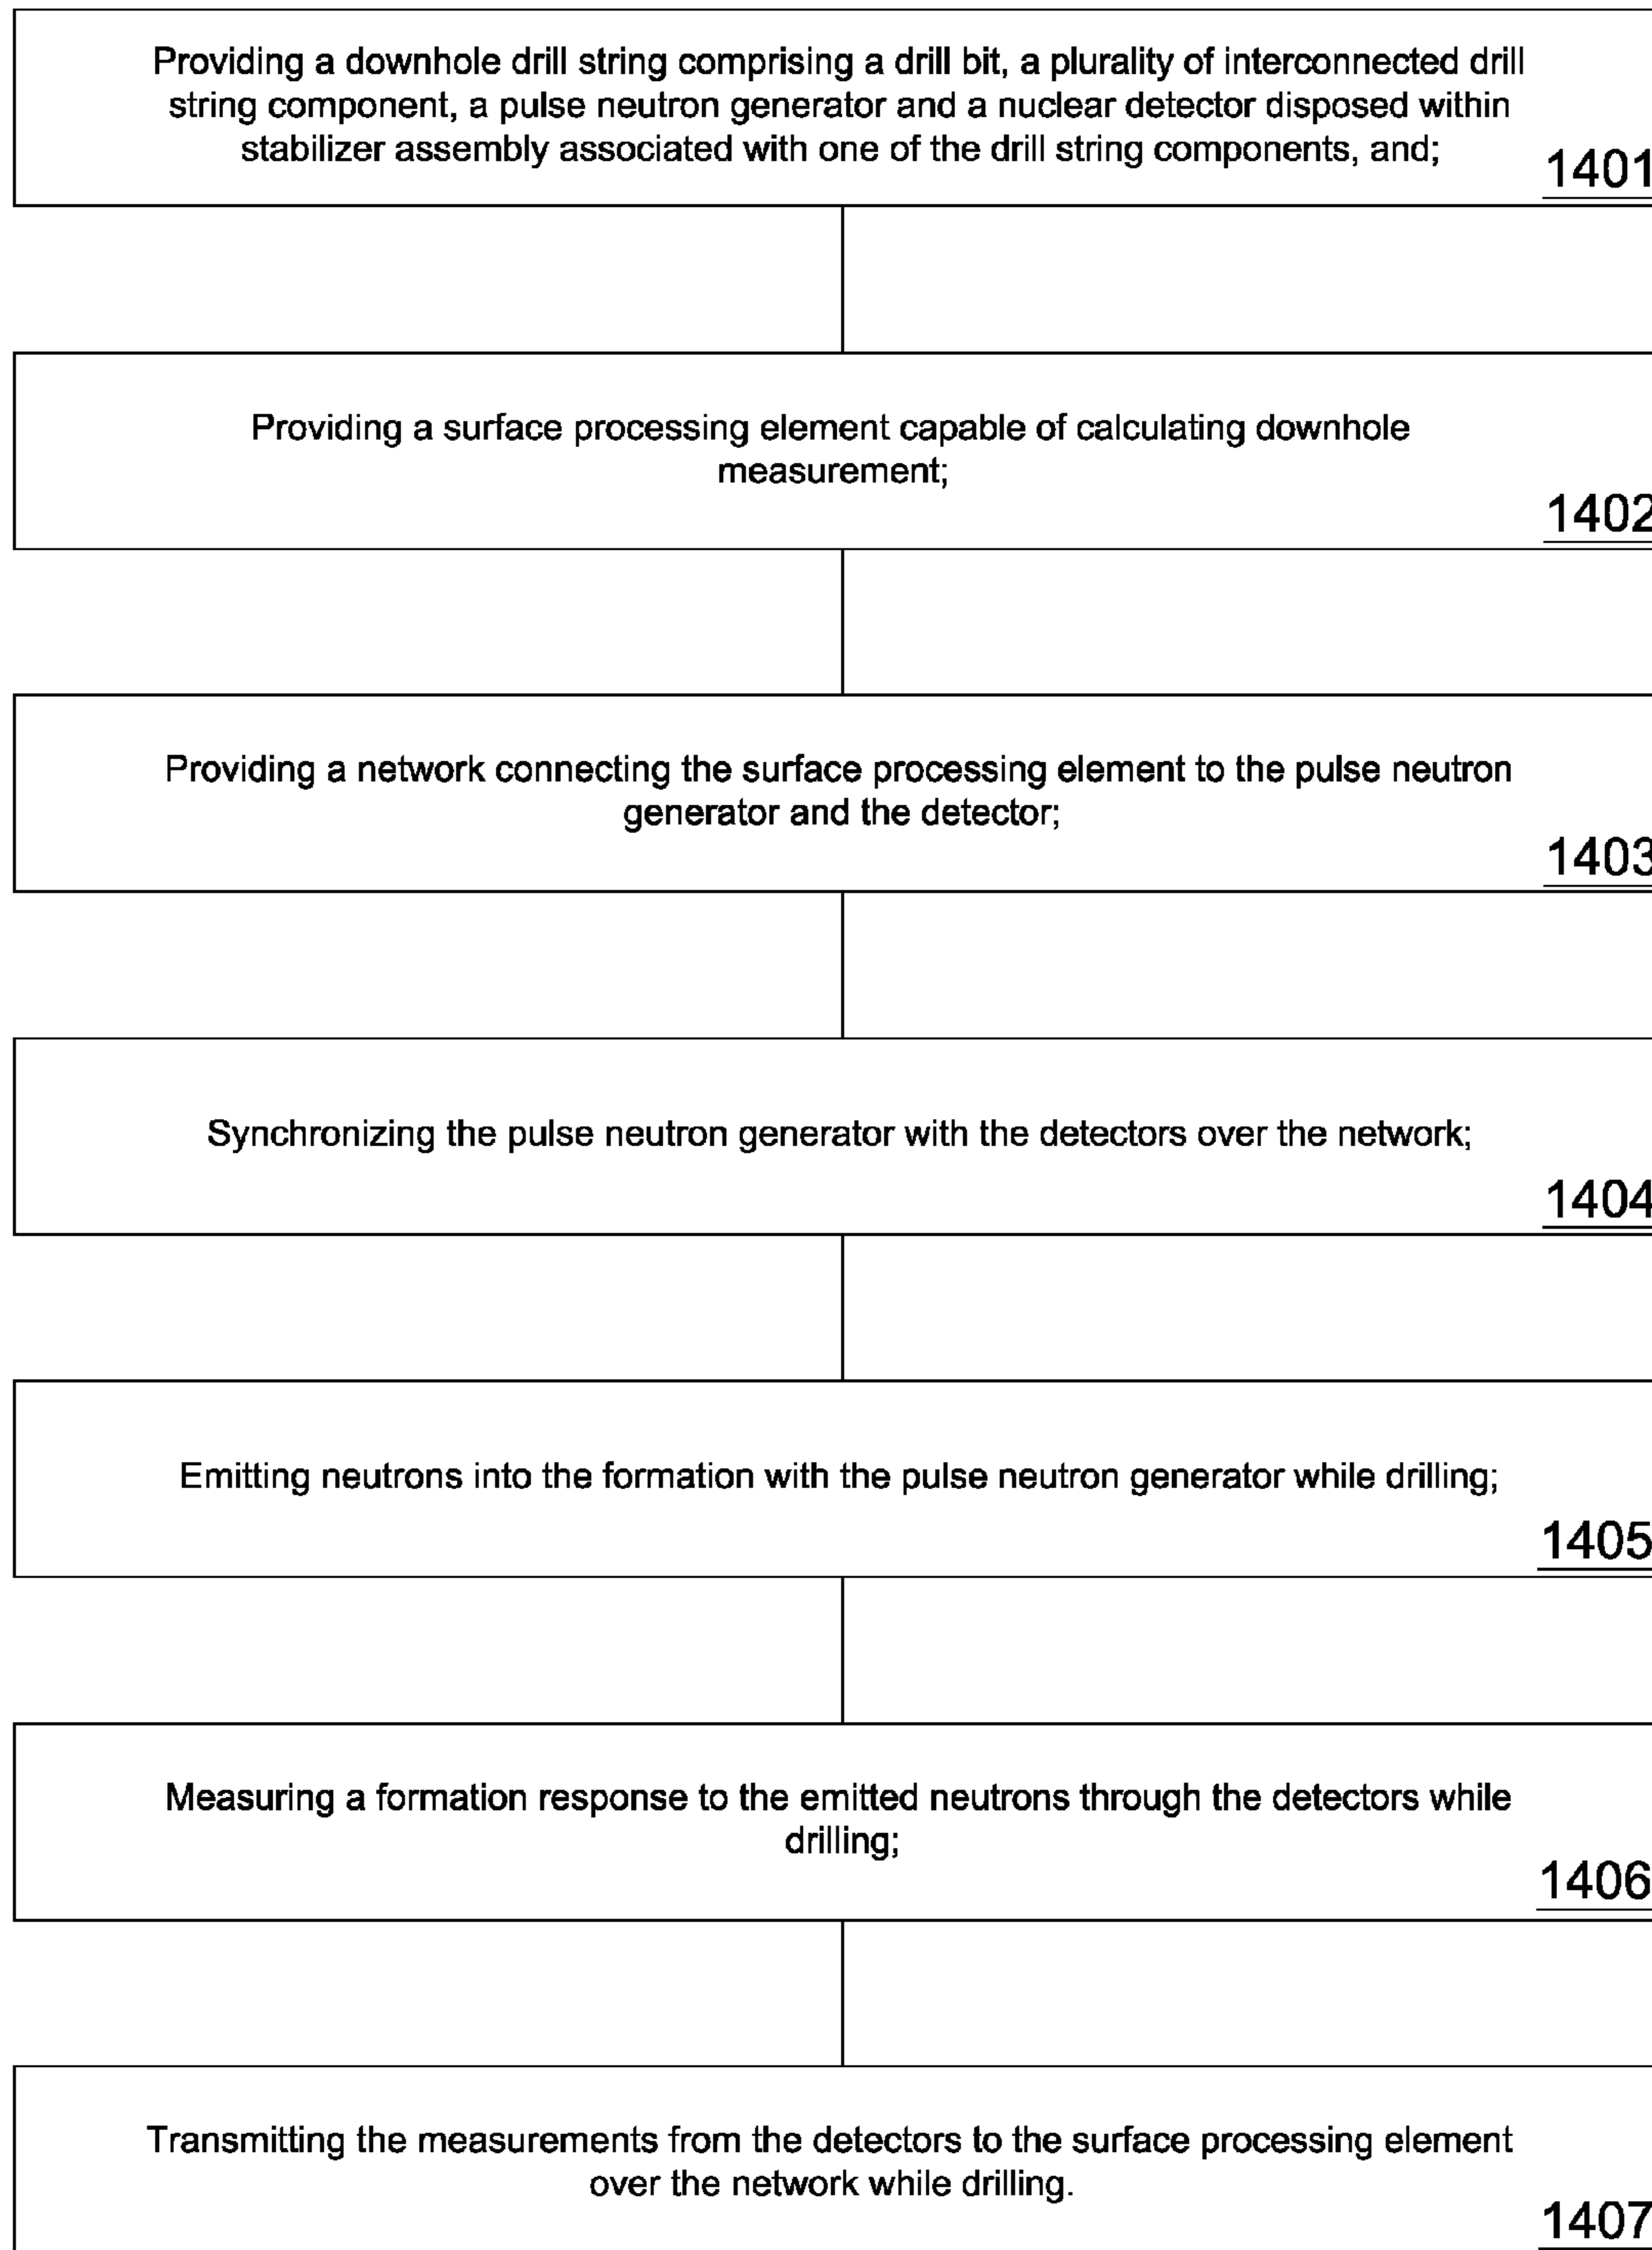 Providing a downhole drill string comprising a drill bit, a plurality of interconnected drill
string component, a pulse neutron generator and a nuclear detector disposed within
stabilizer assembly associated with one of the drill string components, and;
1401
Providing a surface processing element capable of calculating downhole
measurement;
1402
Providing a network connecting the surface processing element to the pulse neutron
generator and the detector;
1403
Synchronizing the pulse neutron generator with the detectors over the network;
1404
Emitting neutrons into the formation with the pulse neutron generator while drilling;
1405
Measuring a formation response to the emitted neutrons through the detectors while
drilling;
1406
Transmitting the measurements from the detectors to the surface processing element
over the network while drilling.
1407